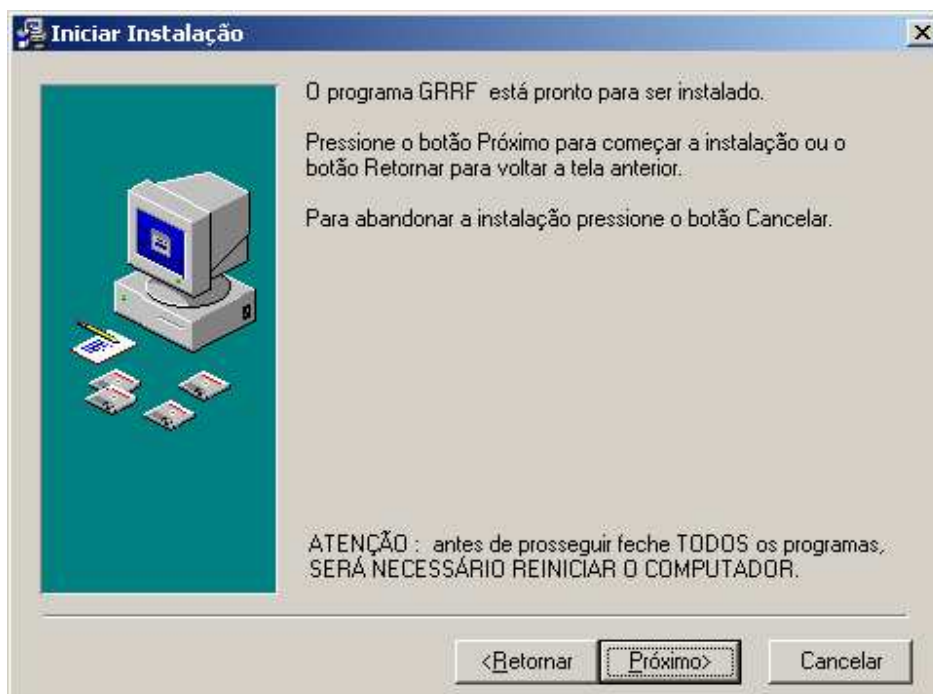 Iniciar Instalação
O programa GRRF está pronto para ser instalado.
Pressione o botão Próximo para começar a instalação ou o
botão Retornar para voltar a tela anterior.
Para abandonar a instalação pressione o botão Cancelar.
ATENÇÃO : antes de prosseguir feche TODOS os programas,
SERÁ NECESSÁRIO REINICIAR O COMPUTADOR.
<Retornar
Próximo>
Cancelar